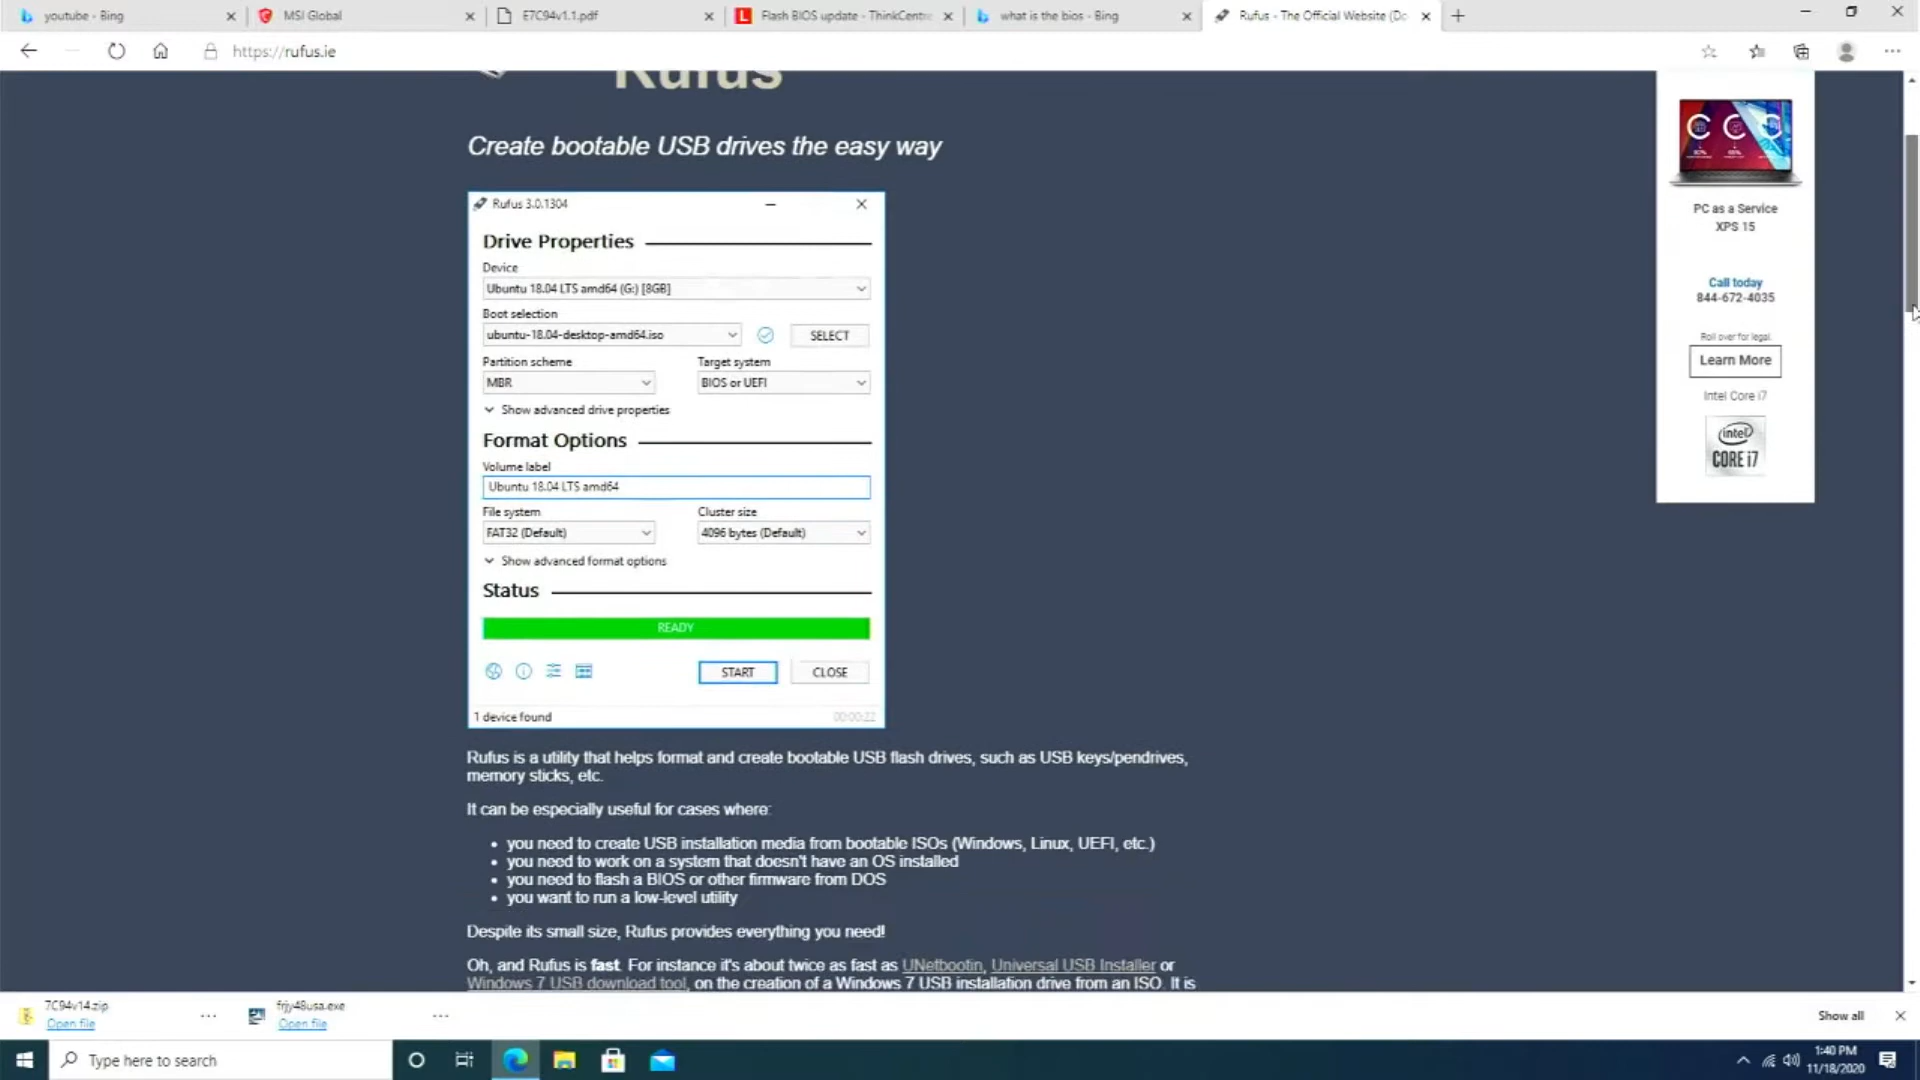 youtube - Bing
MSI Global
E7C94v1.1.pdf
Flash BIOS update - ThinkCentre
what is the bios - Bing
Rufus - The Official Website (Do
https://rufus.ie
Rufus
Create bootable USB drives the easy way
Rufus 3.0.1304
Drive Properties
Device
Ubuntu 18.04 LTS amd64 (G:) [8GB]
Boot selection
ubuntu-18.04-desktop-amd64.iso
SELECT
Partition scheme
Target system
MBR
BIOS or UEFI
Show advanced drive properties
Format Options
Volume label
Ubuntu 18.04 LTS amd64
File system
Cluster size
FAT32 (Default)
4096 bytes (Default)
Show advanced format options
Status
READY
START
CLOSE
1 device found
00:00:22
Rufus is a utility that helps format and create bootable USB flash drives, such as USB keys/pendrives,
memory sticks, etc.
It can be especially useful for cases where:
• you need to create USB installation media from bootable ISOs (Windows, Linux, UEFI, etc.)
• you need to work on a system that doesn't have an OS installed
• you need to flash a BIOS or other firmware from DOS
• you want to run a low-level utility
Despite its small size, Rufus provides everything you need!
Oh, and Rufus is fast. For instance it's about twice as fast as UNetbootin, Universal USB Installer or
Windows 7 USB download tool, on the creation of a Windows 7 USB installation drive from an ISO. It is
PC as a Service
XPS 15
Call today
844-672-4035
Roll over for legal.
Learn More
Intel Core i7
intel
CORE i7
7C94v14.zip
Open file
frjy48usa.exe
Open file
Show all
Type here to search
1:40 PM
11/18/2020